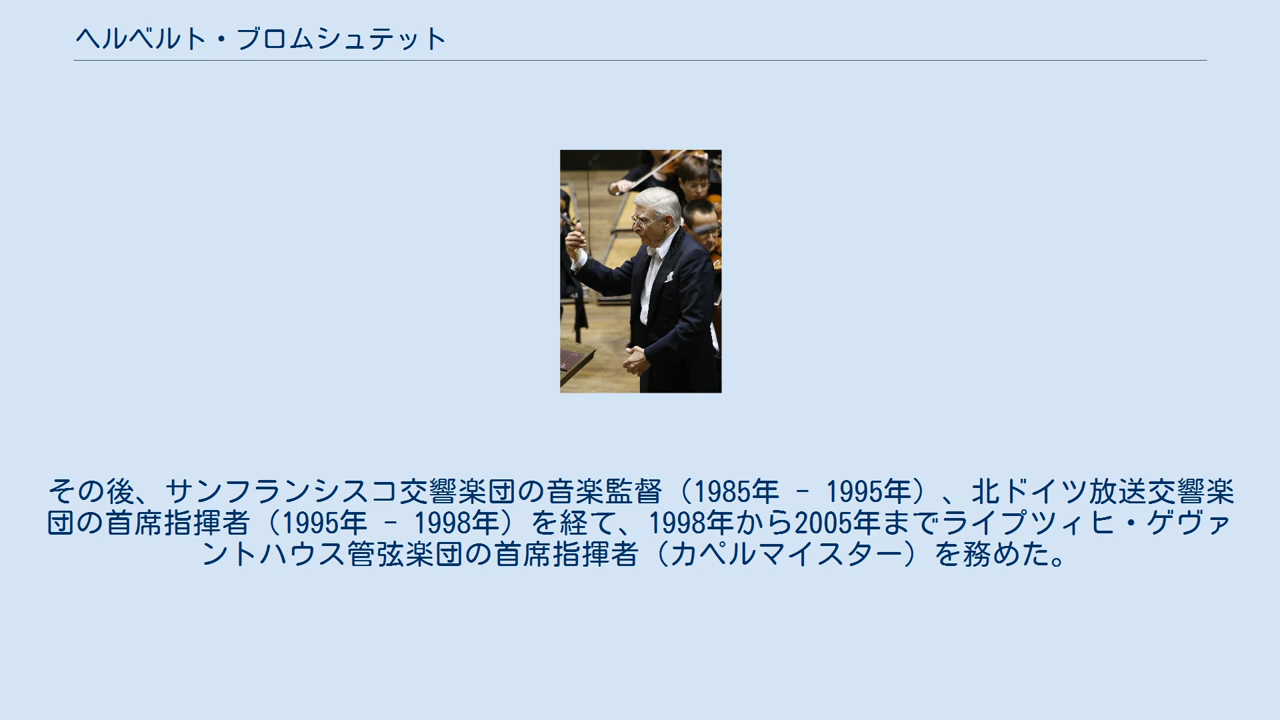 ヘルベルト・ブロムシュテット
その後、サンフランシスコ交響楽団の音楽監督（1985年 - 1995年）、北ドイツ放送交響楽
団の首席指揮者（1995年 - 1998年）を経て、1998年から2005年までライプツィヒ・ゲヴァ
ントハウス管弦楽団の首席指揮者（カペルマイスター）を務めた。